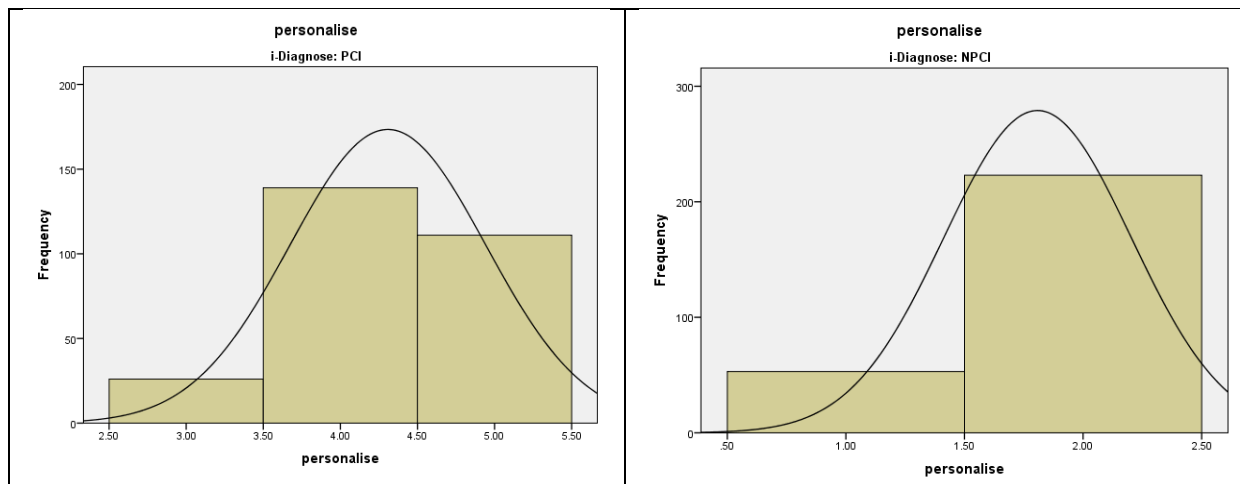 personalise
i-Diagnose: PCI
200
150
100
50
0
Frequency
2.50 3.00 3.50 4.00 4.50 5.00 5.50
personalise
personalise
i-Diagnose: NPCI
300
200
100
0
Frequency
.50 1.00 1.50 2.00 2.50
personalise